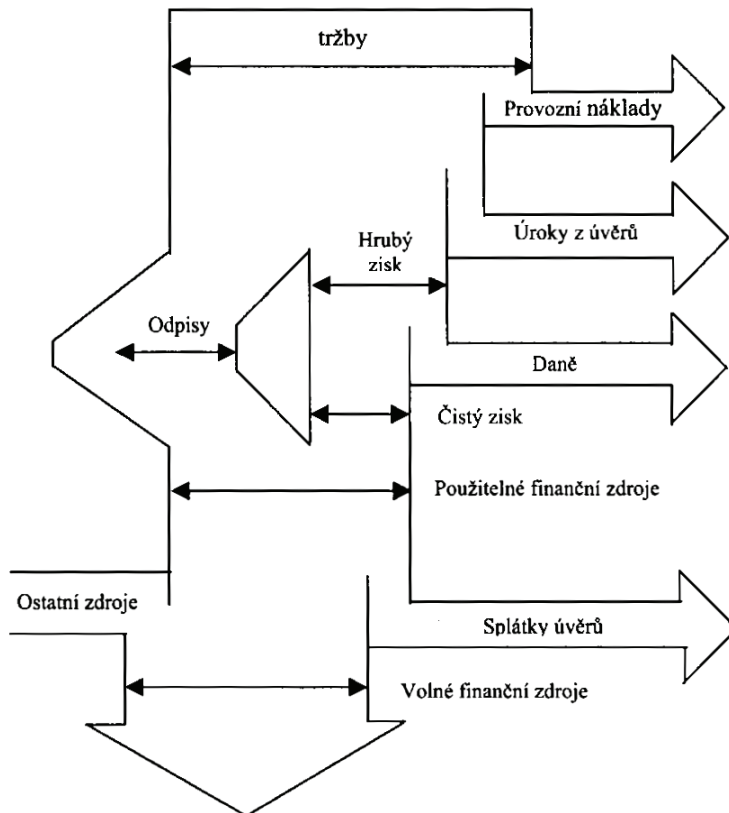 tržby
Provozní náklady
Úroky z úvěrů
Hrubý
zisk
Odpisy
Daně
Čistý zisk
Použitelné finanční zdroje
Ostatní zdroje
Splátky úvěrů
Volné finanční zdroje